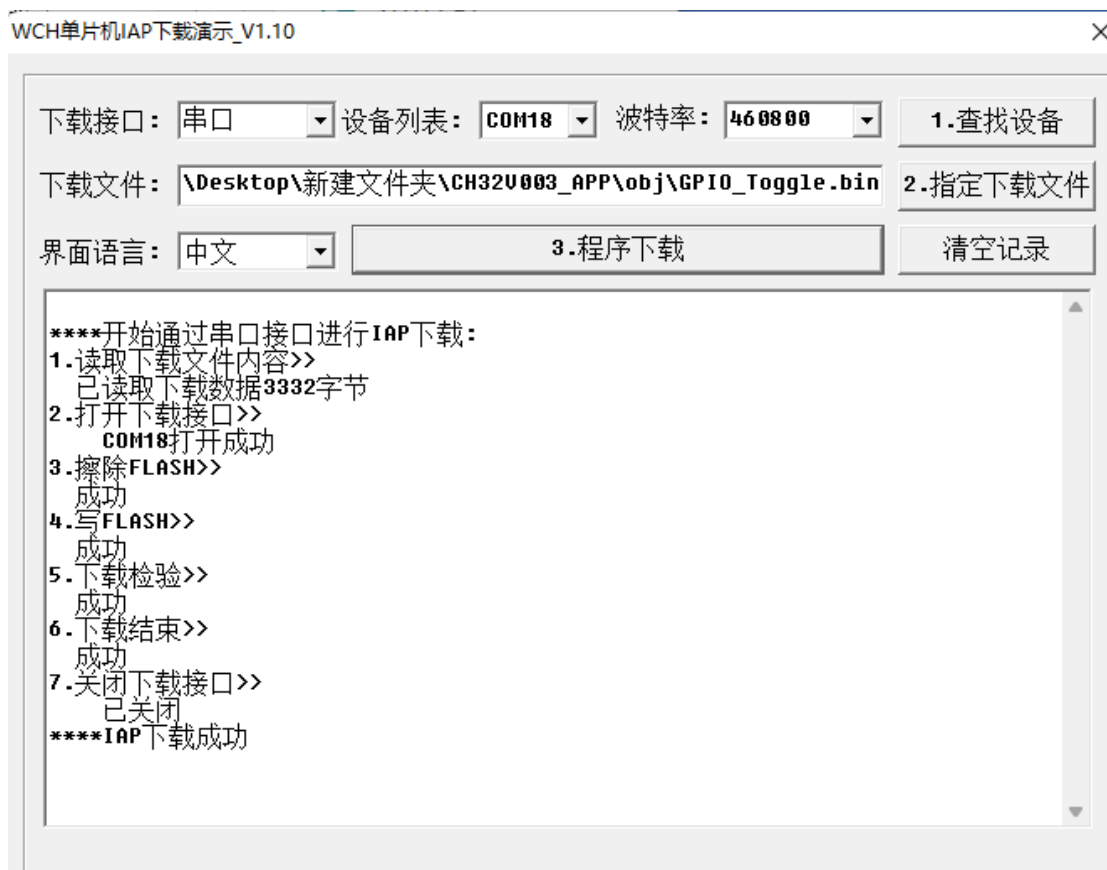 WCH单片机IAP下载演示_V1.10
下载接口: 串口 设备列表: COM18 波特率: 460800 1.查找设备
下载文件: \Desktop\新建文件夹\CH32V003_APP\obj\GPIO_Toggle.bin 2.指定下载文件
界面语言: 中文 3.程序下载 清空记录
****开始通过串口接口进行IAP下载:
1.读取下载文件内容>>
已读取下载数据3332字节
2.打开下载接口>>
COM18打开成功
3.擦除FLASH>>
成功
4.写FLASH>>
成功
5.下载检验>>
成功
6.下载结束>>
成功
7.关闭下载接口>>
已关闭
****IAP下载成功